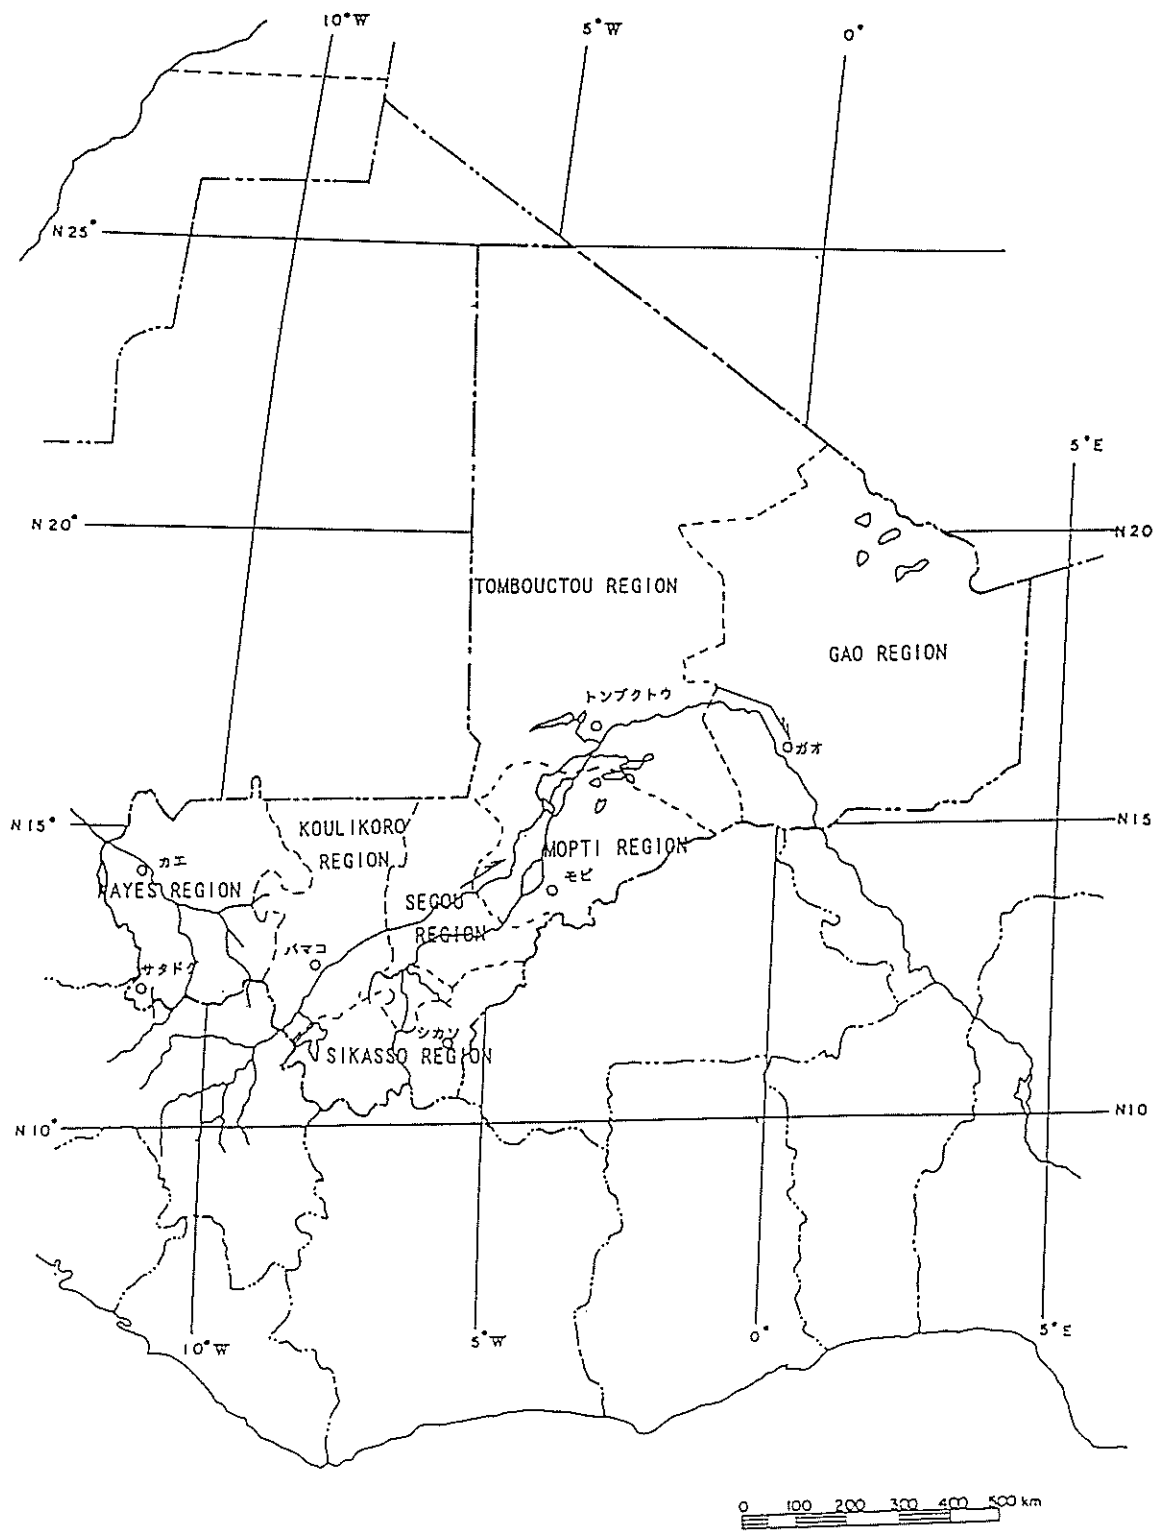 10°W
5°W
0°
N25°
5°E
N20°
N20
TOMBOUCTOU REGION
GAO REGION
トンブクトウ
ガオ
N15°
N15
KOULIKORO
REGION
MOPTI REGION
カエ
KAYES REGION
モピ
SEGOU
REGION
バマコ
サタドグ
シカソ
SIKASSO REGION
N10°
N10
10°W
5°W
0°
5°E
0 100 200 300 400 500 km